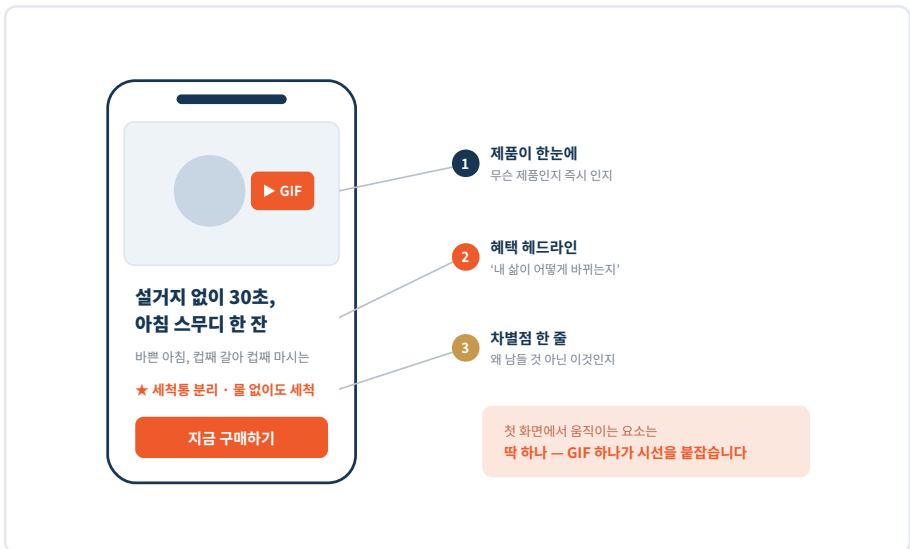 ▶ GIF
설거지 없이 30초,
아침 스무디 한 잔
바쁜 아침, 컵째 갈아 컵째 마시는
★ 세척통 분리 · 물 없이도 세척
지금 구매하기
1
제품이 한눈에
무슨 제품인지 즉시 인지
2
혜택 헤드라인
‘내 삶이 어떻게 바뀌는지’
3
차별점 한 줄
왜 남들 것 아닌 이것인지
첫 화면에서 움직이는 요소는
딱 하나 — GIF 하나가 시선을 붙잡습니다